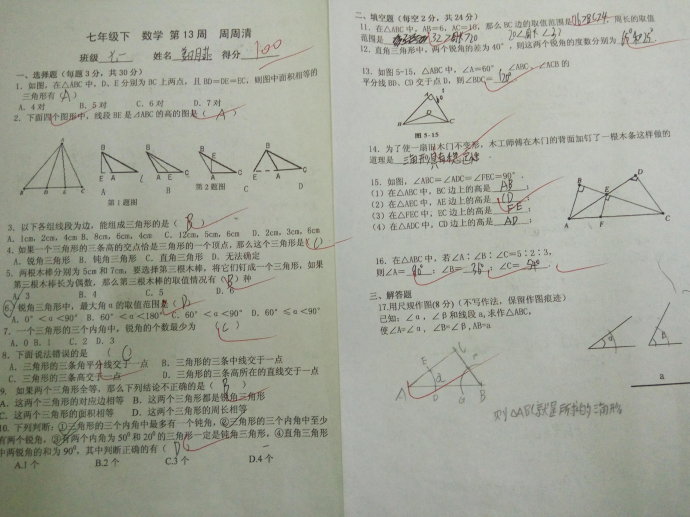 七年级下 数学 第13周 周周清
班级 姓名 得分 100
一、选择题（每题3分，共30分）
1. 如图，在△ABC中，D、E分别为BC上两点，且BD=DE=EC，则图中面积相等的
三角形有（ A ）
A. 4对 B. 5对 C. 6对 D. 7对
2. 下面四个图形中，线段BE是⊿ABC的高的图是（ A ）
A B D E C
第1题图
A B C D
第2题图
3. 以下各组线段为边，能组成三角形的是（ B ）
A. 1cm，2cm，4cm B. 8cm，6cm，4cm C. 12cm，5cm，6cm D. 2cm，3cm，6cm
4. 如果一个三角形的三条高的交点恰是三角形的一个顶点，那么这个三角形是（ C ）
A. 锐角三角形 B. 钝角三角形 C. 直角三角形 D. 无法确定
5. 两根木棒分别为5cm和7cm，要选择第三根棒，将它们钉成一个三角形，如果
第三根木棒长为偶数，那么第三根木棒的取值情况有（ B ）种
A. 3 B. 4 C. 5 D. 6
6. 锐角三角形中，最大角α的取值范围是（ D ）
A. 0°＜α＜90° B. 60°＜α＜180° C. 60°＜α＜90° D. 60°≤α＜90°
7. 一个三角形的三个内角中，锐角的个数最少为 （ C ）
A. 0 B. 1 C. 2 D. 3
8. 下面说法错误的是 （ C ）
A. 三角形的三条角平分线交于一点 B. 三角形的三条中线交于一点
C. 三角形的三条高交于一点 D. 三角形的三条高所在的直线交于一点
9. 如果两个三角形全等，那么下列结论不正确的是（ B ）
A. 这两个三角形的对应边相等 B. 这两个三角形都是锐角三角形
C. 这两个三角形的面积相等 D. 这两个三角形的周长相等
10. 下列判断：①三角形的三个内角中最多有一个钝角，②三角形的三个内角中至少
有两个锐角，③有两个内角为50⁰和20⁰的三角形一定是钝角三角形，④直角三角形
中两锐角的和为90⁰，其中判断正确的有（ D ）
A.1个 B.2个 C.3个 D.4个
二、填空题（每空2分，共24分）
11. 在△ABC中，AB=6，AC=10，那么BC边的取值范围是 周长的取值
范围是
12. 直角三角形中，两个锐角的差为40°，则这两个锐角的度数分别为 65°和25°
13. 如图5-15，△ABC中，∠A=60°，∠ABC、∠ACB的
平分线BD、CD交于点D，则∠BDC= 120°
A 60° D B C
图5-15
14. 为了使一扇旧木门不变形，木工师傅在木门的背面加钉了一根木条这样做的
道理是 三角形具有稳定性
15. 如图，∠ABC=∠ADC=∠FEC=90°.
（1）在△ABC中，BC边上的高是 AB ；
（2）在△AEC中，AE边上的高是 CD ；
（3）在△FEC中，EC边上的高是 FE ；
（4）在△ADC中，CD边上的高是 AD ；
B D E A F C
16. 在△ABC中，若∠A：∠B：∠C=5：2：3，
则∠A= 90° ；∠B= 36° ；∠C= 54° .
三、解答题
17.用尺规作图(8分)（不写作法，保留作图痕迹）
已知：∠α，∠β和线段a,求作△ABC,
使∠A=∠α，∠B=∠β,AB=a
a
A D B
则△ABC就是所求的三角形